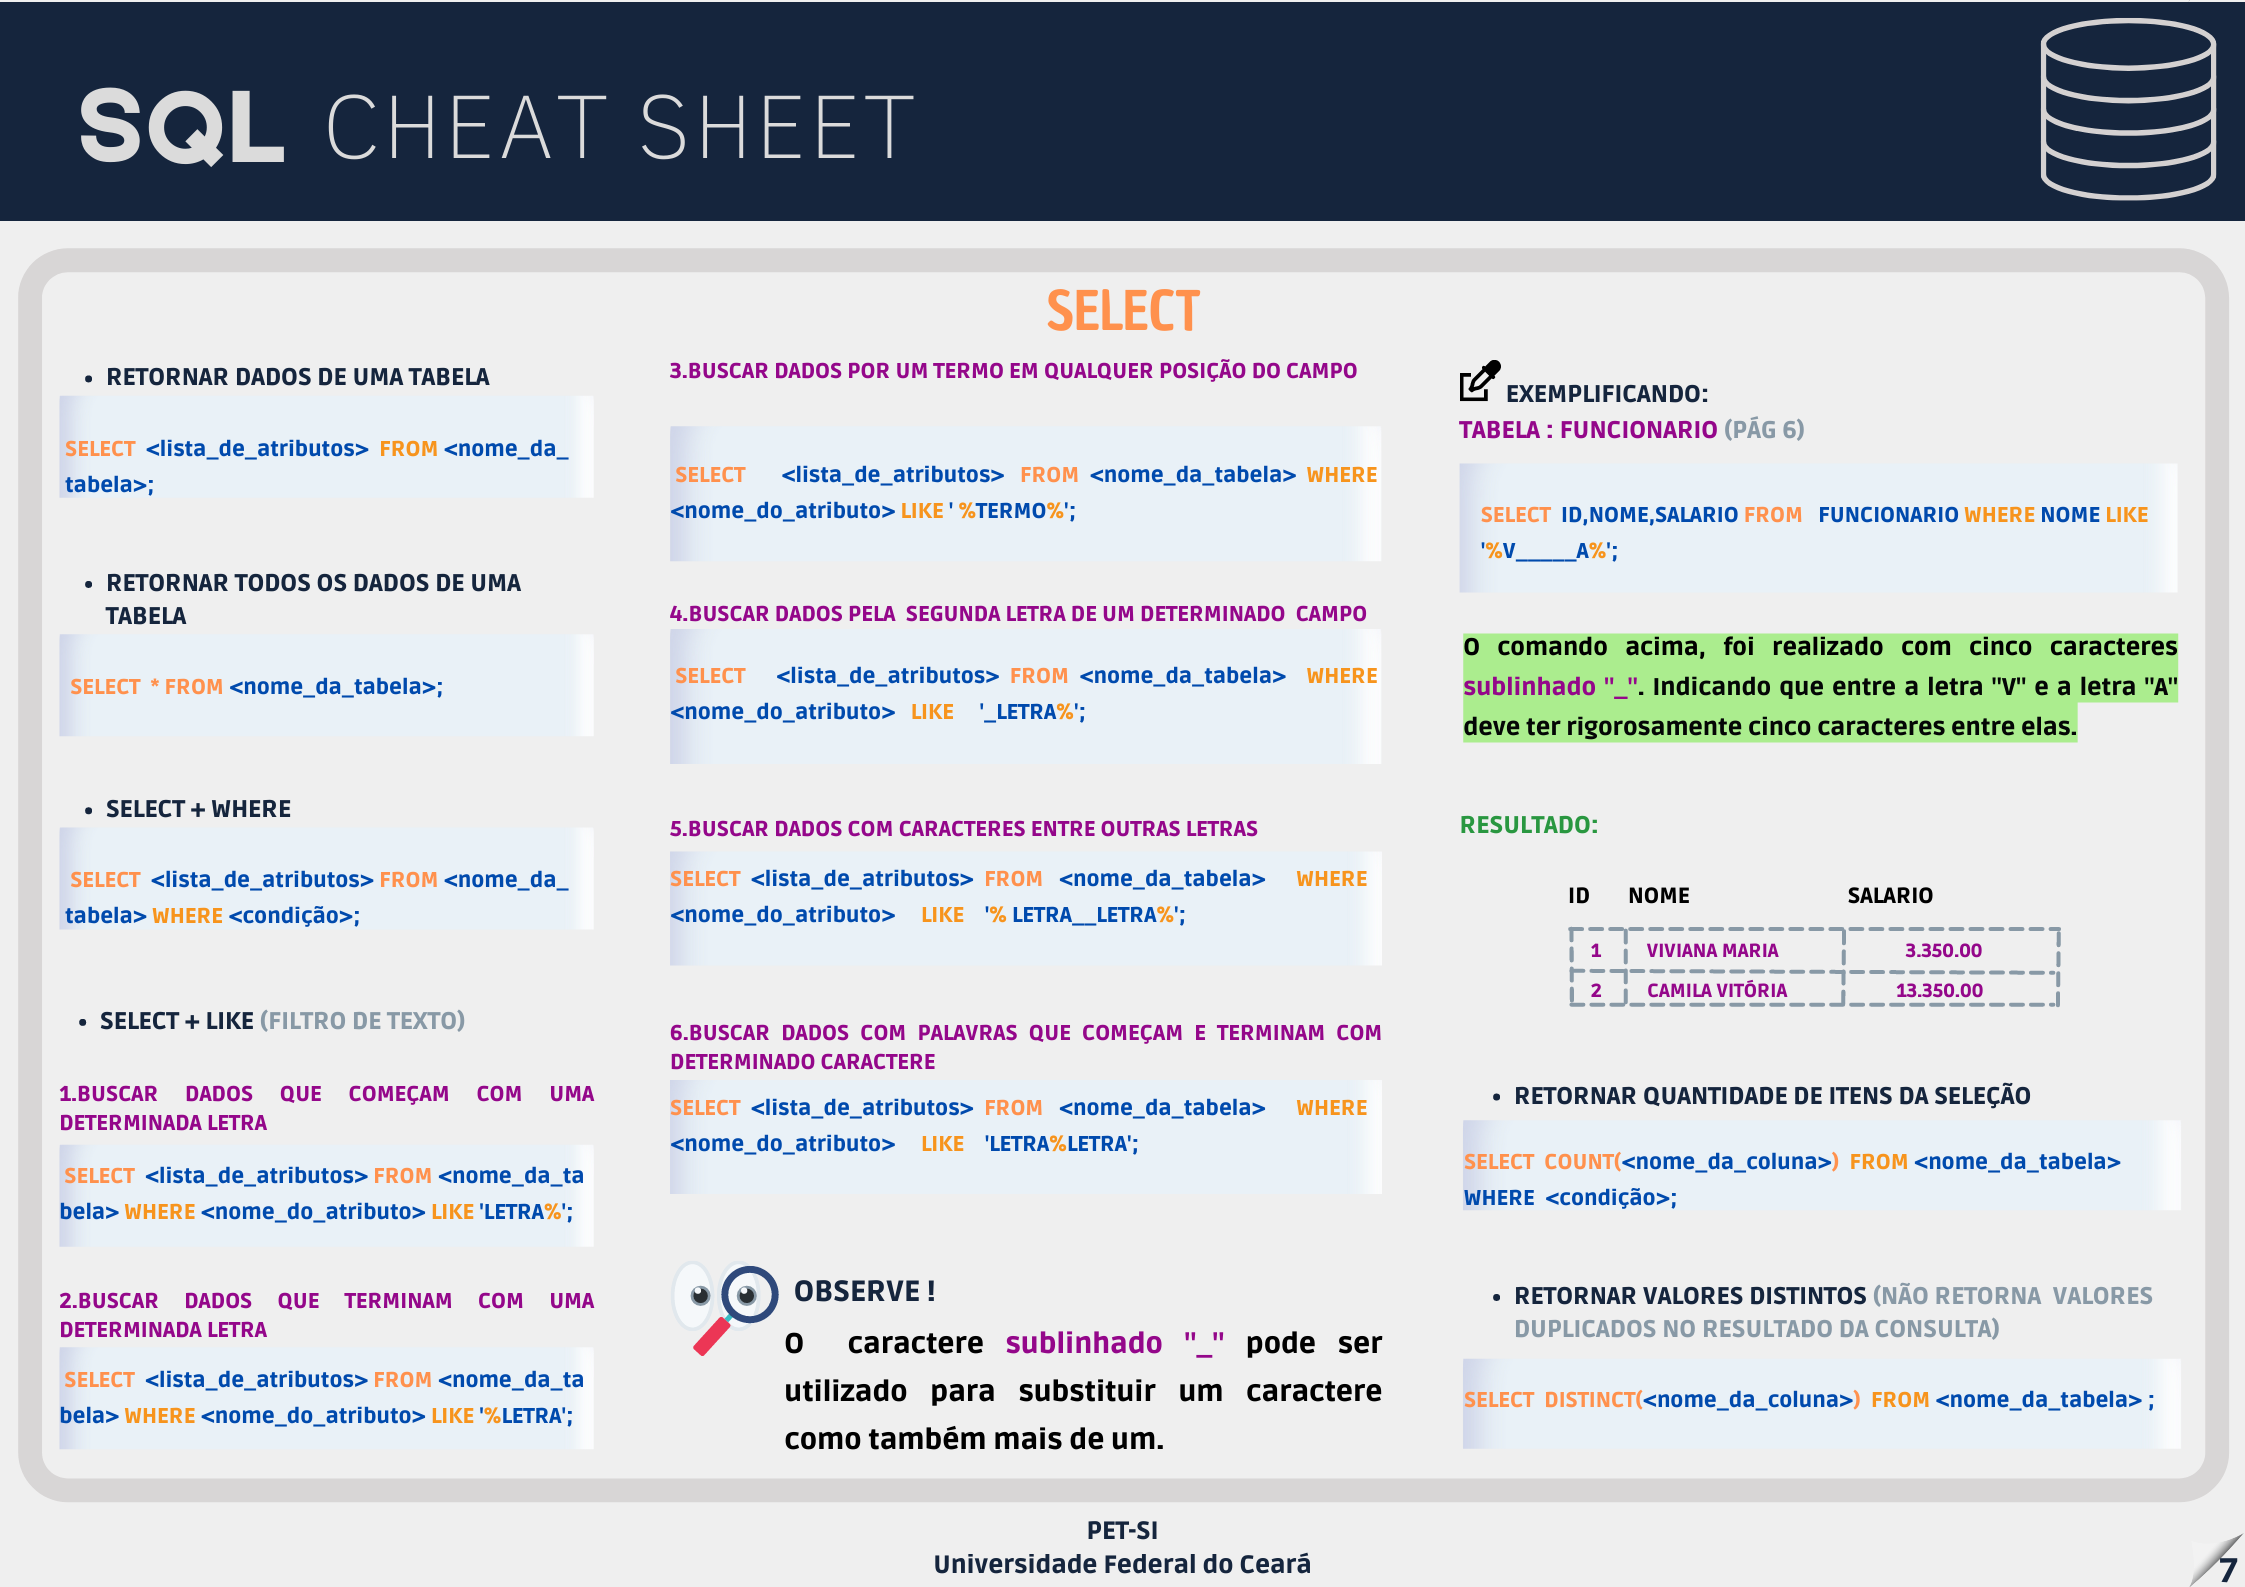 SQL CHEAT SHEET
SELECT
• RETORNAR DADOS DE UMA TABELA
SELECT <lista_de_atributos> FROM <nome_da_
tabela>;
• RETORNAR TODOS OS DADOS DE UMA
TABELA
SELECT * FROM <nome_da_tabela>;
• SELECT + WHERE
SELECT <lista_de_atributos> FROM <nome_da_
tabela> WHERE <condição>;
• SELECT + LIKE (FILTRO DE TEXTO)
1.BUSCAR DADOS QUE COMEÇAM COM UMA
DETERMINADA LETRA
SELECT <lista_de_atributos> FROM <nome_da_ta
bela> WHERE <nome_do_atributo> LIKE 'LETRA%';
2.BUSCAR DADOS QUE TERMINAM COM UMA
DETERMINADA LETRA
SELECT <lista_de_atributos> FROM <nome_da_ta
bela> WHERE <nome_do_atributo> LIKE '%LETRA';
3.BUSCAR DADOS POR UM TERMO EM QUALQUER POSIÇÃO DO CAMPO
SELECT <lista_de_atributos> FROM <nome_da_tabela> WHERE
<nome_do_atributo> LIKE ' %TERMO%';
4.BUSCAR DADOS PELA SEGUNDA LETRA DE UM DETERMINADO CAMPO
SELECT <lista_de_atributos> FROM <nome_da_tabela> WHERE
<nome_do_atributo> LIKE '_LETRA%';
5.BUSCAR DADOS COM CARACTERES ENTRE OUTRAS LETRAS
SELECT <lista_de_atributos> FROM <nome_da_tabela> WHERE
<nome_do_atributo> LIKE '% LETRA__LETRA%';
6.BUSCAR DADOS COM PALAVRAS QUE COMEÇAM E TERMINAM COM
DETERMINADO CARACTERE
SELECT <lista_de_atributos> FROM <nome_da_tabela> WHERE
<nome_do_atributo> LIKE 'LETRA%LETRA';
OBSERVE !
O caractere sublinhado "_" pode ser
utilizado para substituir um caractere
como também mais de um.
EXEMPLIFICANDO:
TABELA : FUNCIONARIO (PÁG 6)
SELECT ID,NOME,SALARIO FROM FUNCIONARIO WHERE NOME LIKE
'%V_____A%';
O comando acima, foi realizado com cinco caracteres
sublinhado "_". Indicando que entre a letra "V" e a letra "A"
deve ter rigorosamente cinco caracteres entre elas.
RESULTADO:
ID NOME SALARIO
1 VIVIANA MARIA 3.350.00
2 CAMILA VITÓRIA 13.350.00
• RETORNAR QUANTIDADE DE ITENS DA SELEÇÃO
SELECT COUNT(<nome_da_coluna>) FROM <nome_da_tabela>
WHERE <condição>;
• RETORNAR VALORES DISTINTOS (NÃO RETORNA VALORES
DUPLICADOS NO RESULTADO DA CONSULTA)
SELECT DISTINCT(<nome_da_coluna>) FROM <nome_da_tabela> ;
PET-SI
Universidade Federal do Ceará
7